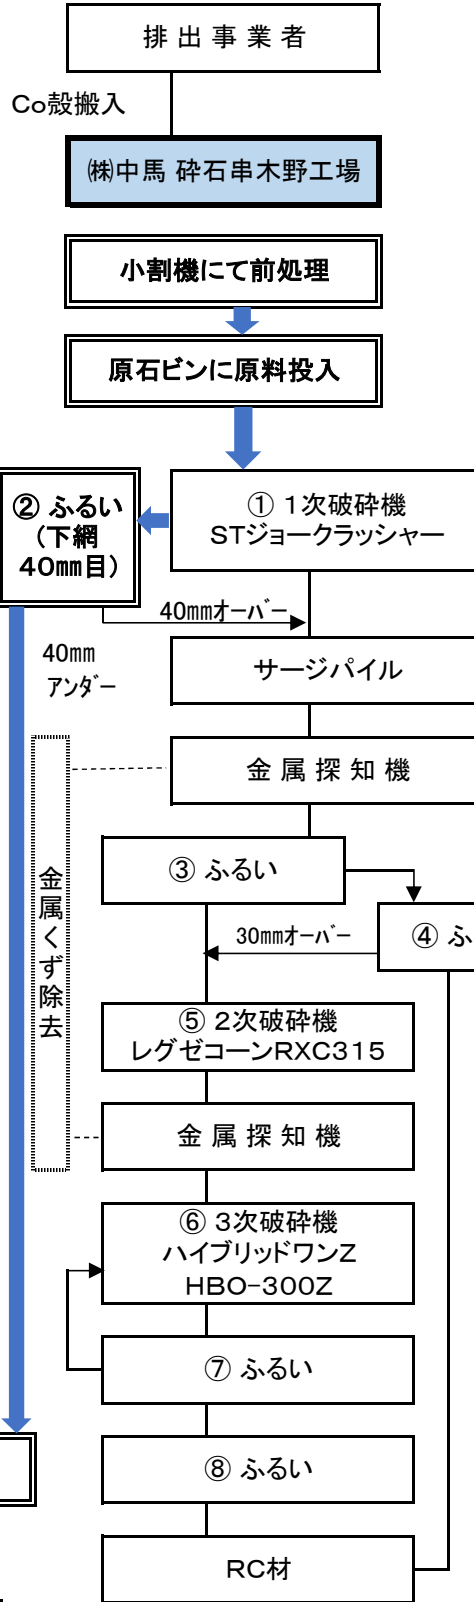 排 出 事 業 者
Co殻搬入
㈱中馬 砕石串木野工場
小割機にて前処理
原石ビンに原料投入
① 1次破砕機
STジョークラッシャー
② ふるい
(下網
40㎜目)
40mmオーバー
40mm
アンダー
サージパイル
金 属 探 知 機
金属くず除去
③ ふるい
④ ふ
30mmオーバー
⑤ 2次破砕機
レグゼコーンRXC315
金 属 探 知 機
⑥ 3次破砕機
ハイブリッドワンZ
HBO-300Z
⑦ ふるい
⑧ ふるい
RC材